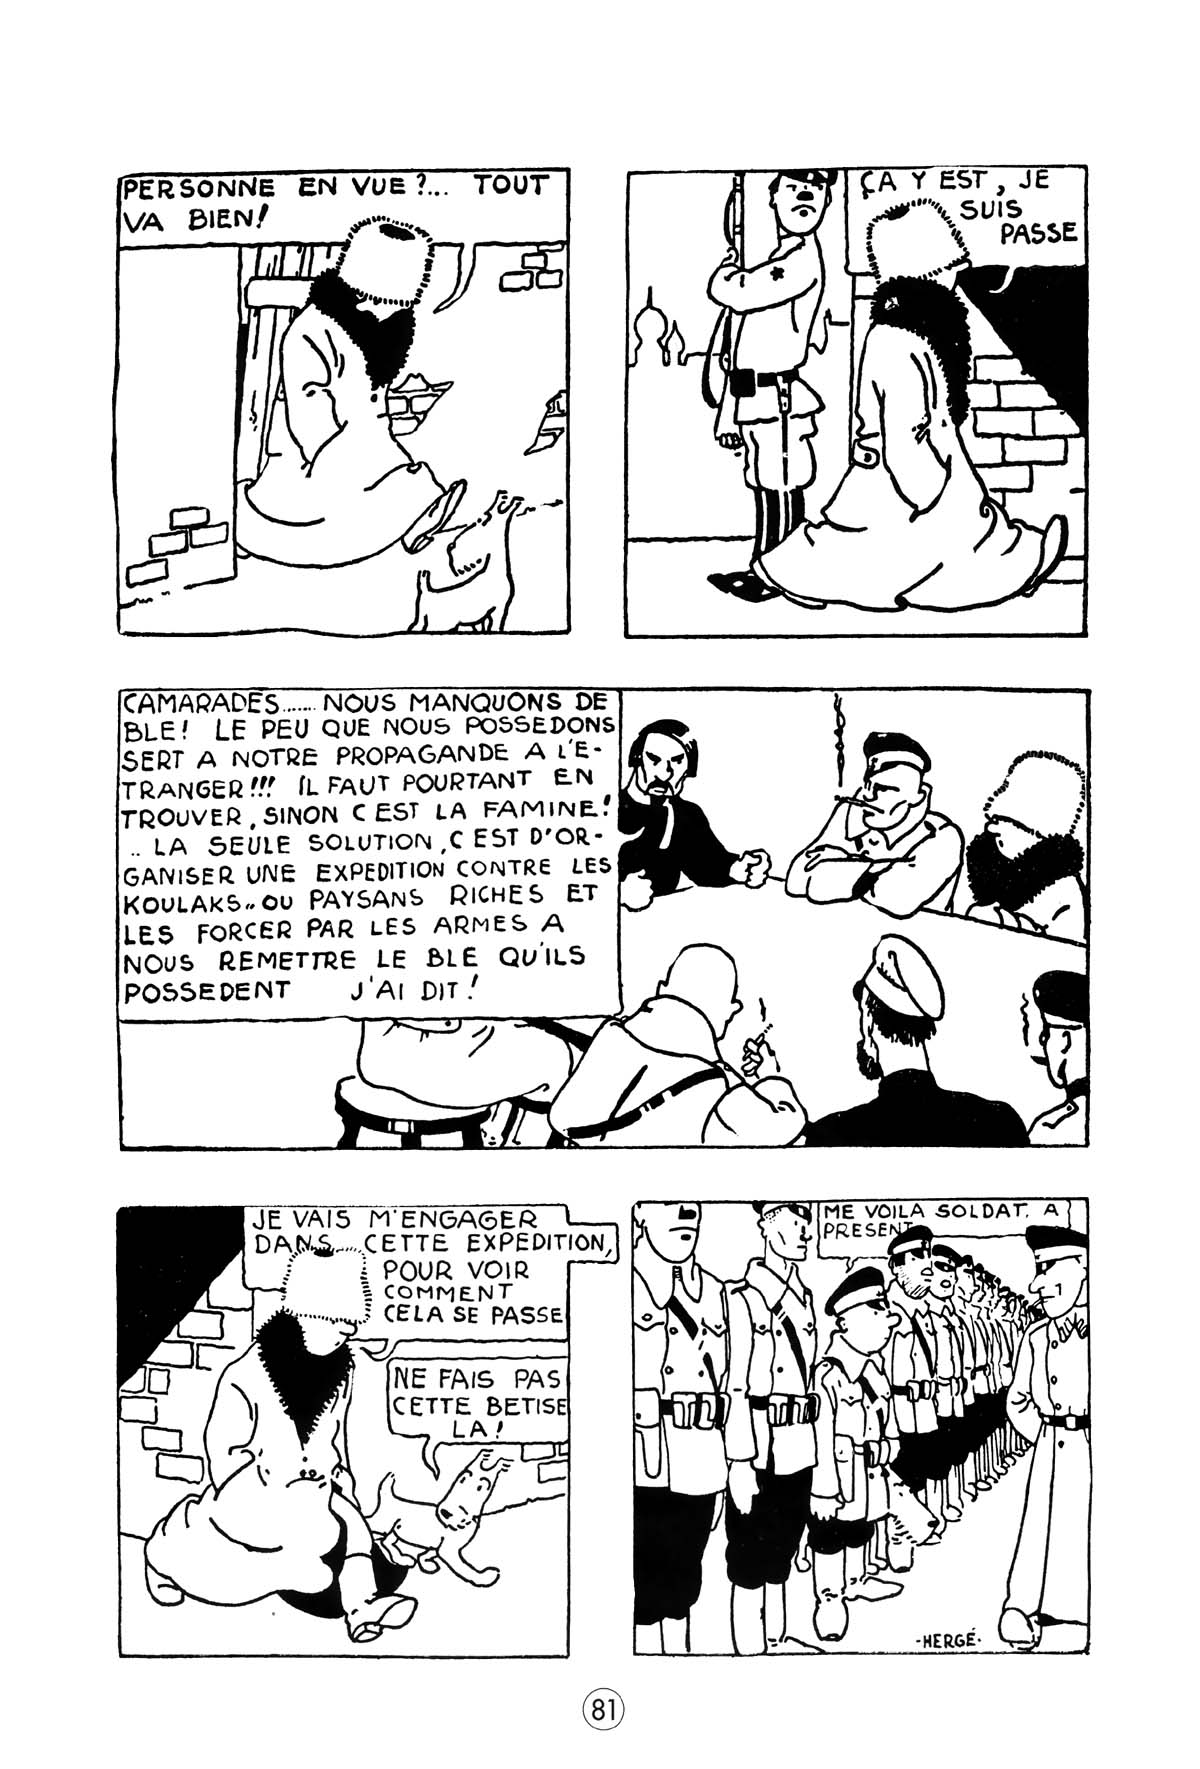 PERSONNE EN VUE?... TOUT
VA BIEN!
ÇA Y EST, JE
SUIS
PASSE
CAMARADES....... NOUS MANQUONS DE
BLE! LE PEU QUE NOUS POSSEDONS
SERT A NOTRE PROPAGANDE A L'E-
TRANGER!!! IL FAUT POURTANT EN
TROUVER, SINON C EST LA FAMINE!
.. LA SEULE SOLUTION, C EST D'OR-
GANISER UNE EXPEDITION CONTRE LES
KOULAKS.. OU PAYSANS RICHES ET
LES FORCER PAR LES ARMES A
NOUS REMETTRE LE BLE QU'ILS
POSSEDENT J'AI DIT!
JE VAIS M'ENGAGER
DANS CETTE EXPEDITION,
POUR VOIR
COMMENT
CELA SE PASSE
NE FAIS PAS
CETTE BETISE
LA!
ME VOILA SOLDAT. A
PRESENT
-HERGÉ-
81